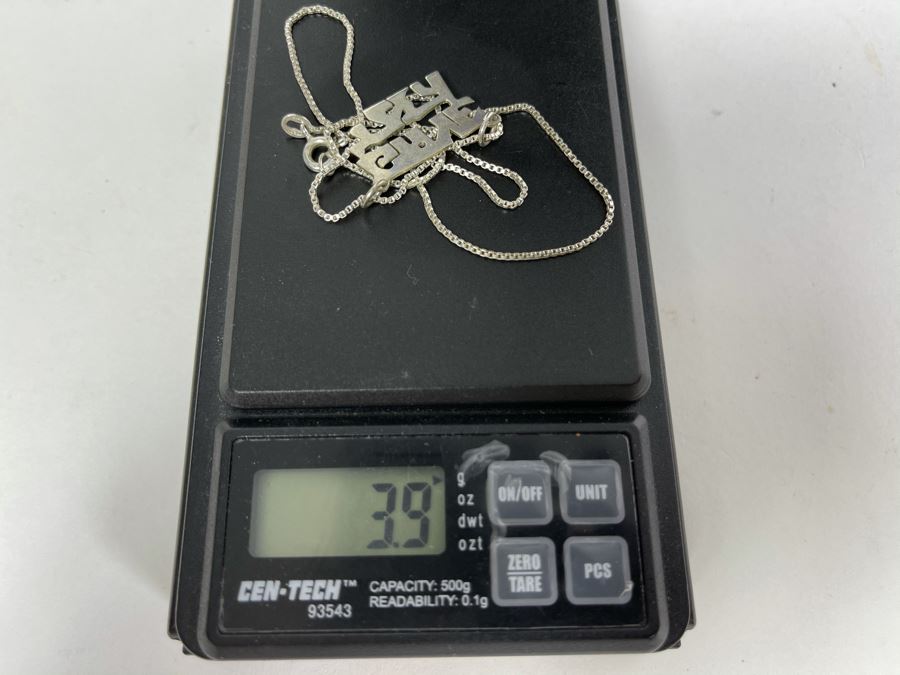 3.9
g
oz
dwt
ozt
ON/OFF
UNIT
ZERO
TARE
PCS
CEN-TECH™
93543
CAPACITY: 500g
READABILITY: 0.1g